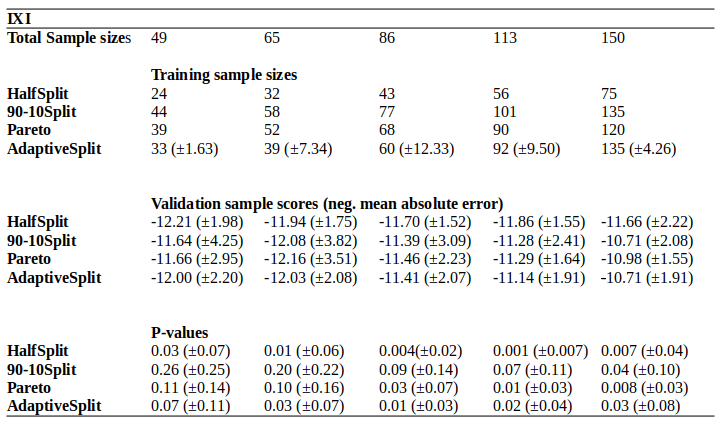 IXI
Total Sample sizes 49 65 86 113 150
Training sample sizes
HalfSplit 24 32 43 56 75
90-10Split 44 58 77 101 135
Pareto 39 52 68 90 120
AdaptiveSplit 33 (±1.63) 39 (±7.34) 60 (±12.33) 92 (±9.50) 135 (±4.26)
Validation sample scores (neg. mean absolute error)
HalfSplit -12.21 (±1.98) -11.94 (±1.75) -11.70 (±1.52) -11.86 (±1.55) -11.66 (±2.22)
90-10Split -11.64 (±4.25) -12.08 (±3.82) -11.39 (±3.09) -11.28 (±2.41) -10.71 (±2.08)
Pareto -11.66 (±2.95) -12.16 (±3.51) -11.46 (±2.23) -11.29 (±1.64) -10.98 (±1.55)
AdaptiveSplit -12.00 (±2.20) -12.03 (±2.08) -11.41 (±2.07) -11.14 (±1.91) -10.71 (±1.91)
P-values
HalfSplit 0.03 (±0.07) 0.01 (±0.06) 0.004(±0.02) 0.001 (±0.007) 0.007 (±0.04)
90-10Split 0.26 (±0.25) 0.20 (±0.22) 0.09 (±0.14) 0.07 (±0.11) 0.04 (±0.10)
Pareto 0.11 (±0.14) 0.10 (±0.16) 0.03 (±0.07) 0.01 (±0.03) 0.008 (±0.03)
AdaptiveSplit 0.07 (±0.11) 0.03 (±0.07) 0.01 (±0.03) 0.02 (±0.04) 0.03 (±0.08)